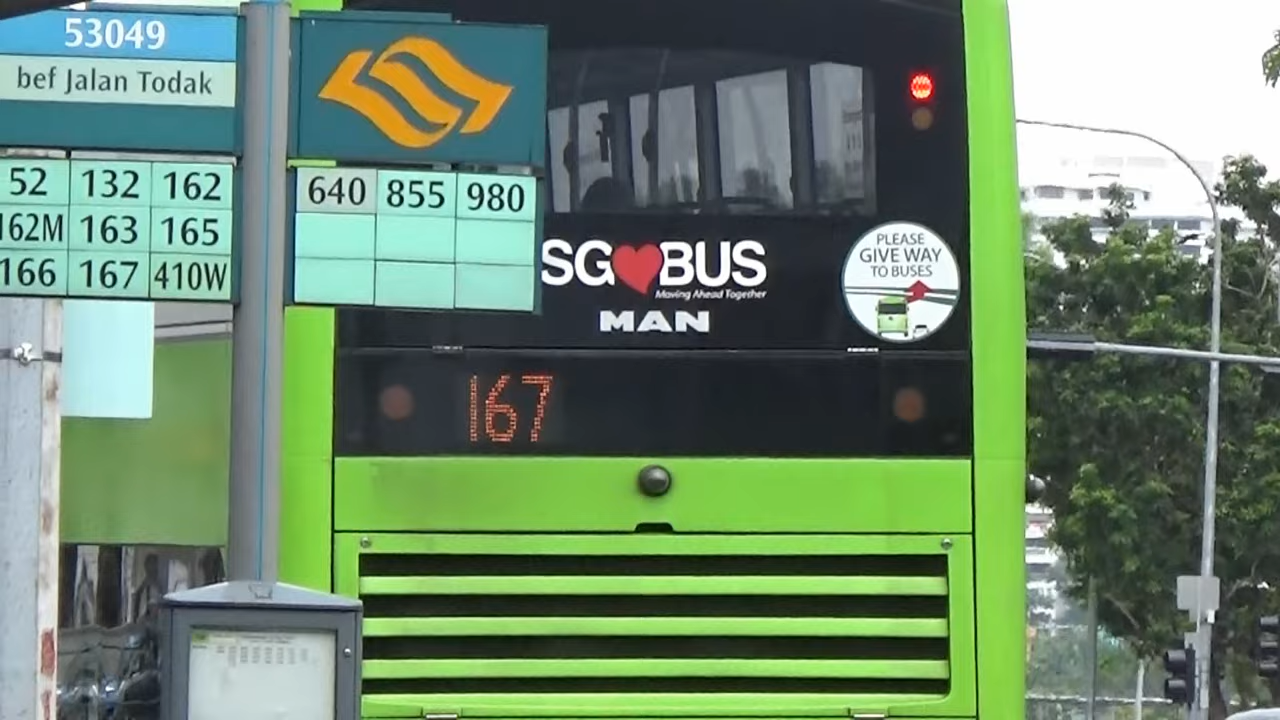 53049
bef Jalan Todak
52 132 162
162M 163 165
166 167 410W
640 855 980
SG BUS
Moving Ahead Together
MAN
PLEASE
GIVE WAY
TO BUSES
167